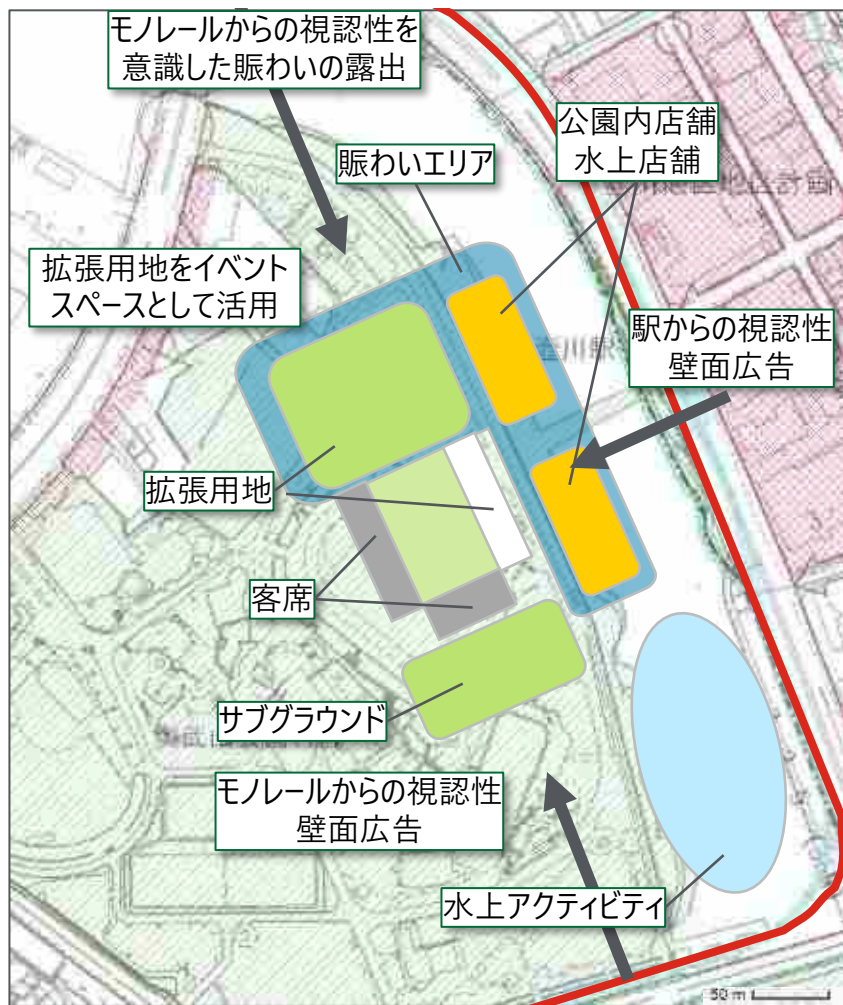 モノレールからの視認性を
意識した賑わいの露出
公園内店舗
水上店舗
賑わいエリア
拡張用地をイベント
スペースとして活用
駅からの視認性
壁面広告
拡張用地
客席
サブグラウンド
モノレールからの視認性
壁面広告
水上アクティビティ
50 m